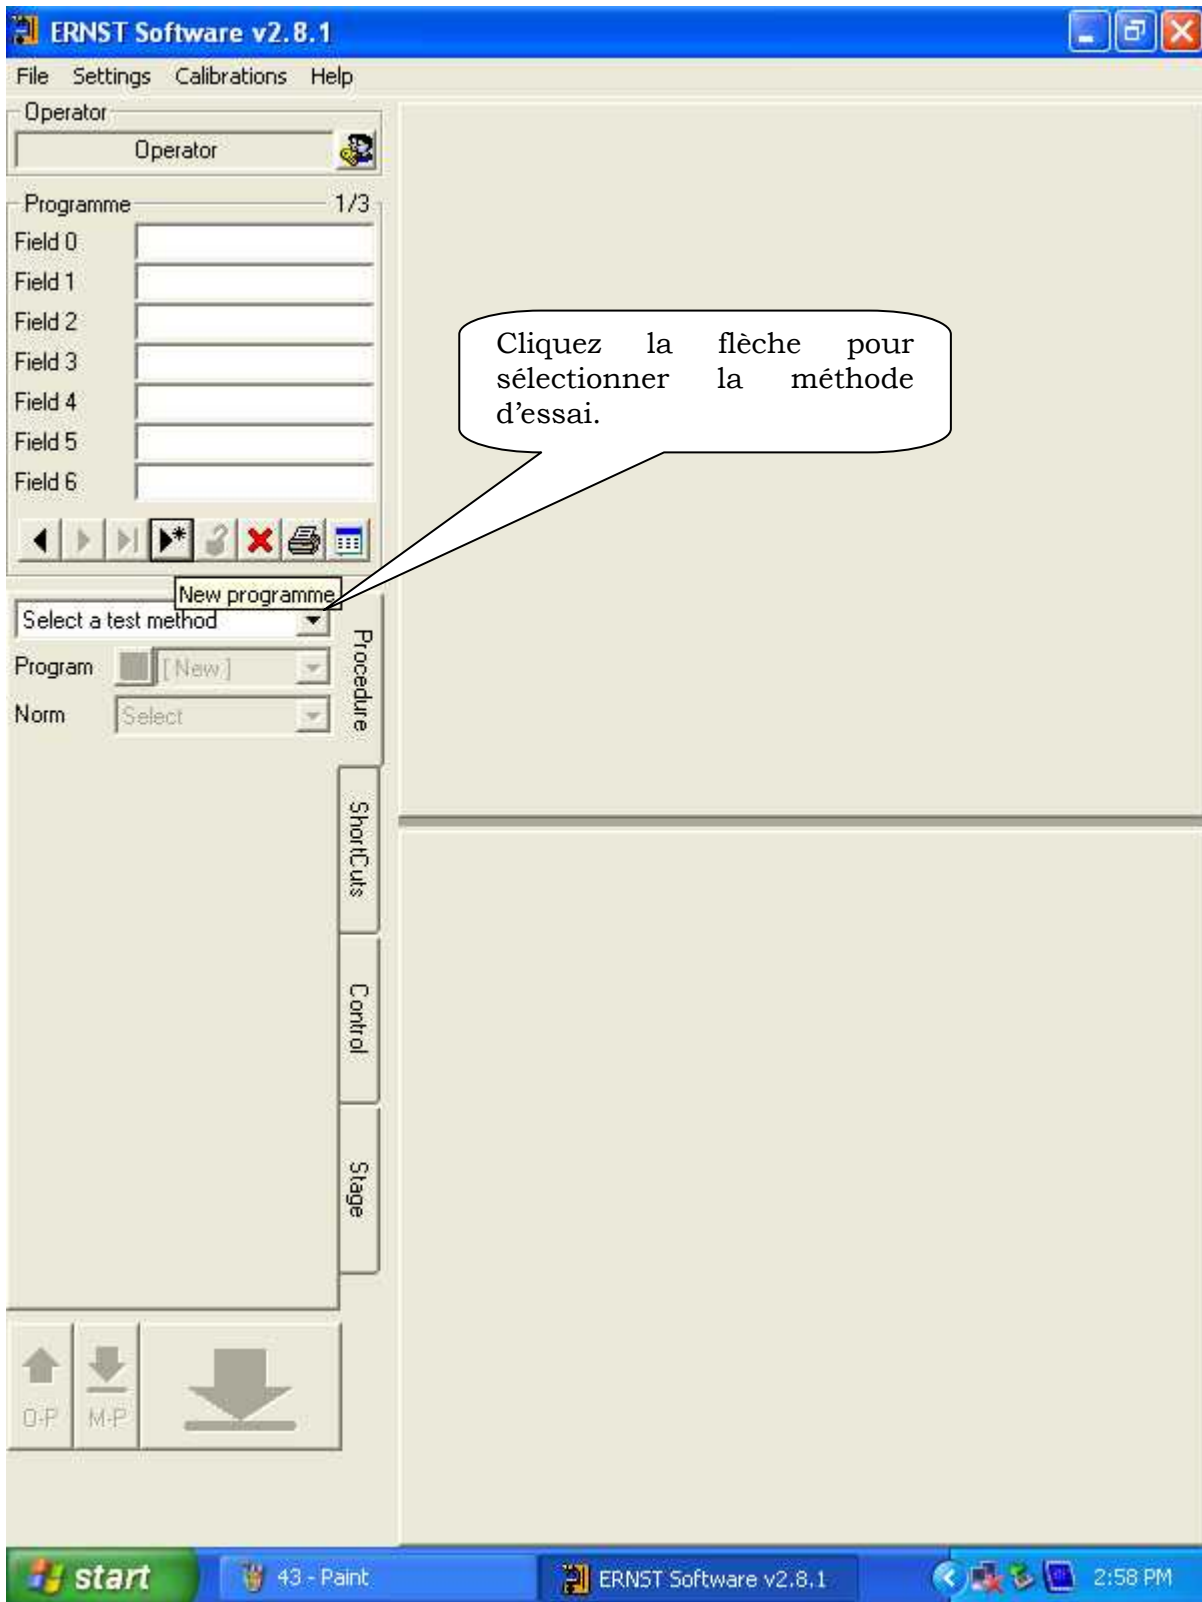 ERNST Software v2.8.1
File Settings Calibrations Help
Operator
Operator
Programme 1/3
Field 0
Field 1
Field 2
Field 3
Field 4
Field 5
Field 6
Cliquez la flèche pour
sélectionner la méthode
d'essai.
New programme
Select a test method
Program [ New ]
Norm Select
Procedure
ShortCuts
Control
Stage
O-P M-P
start 43 - Paint ERNST Software v2.8.1 2:58 PM